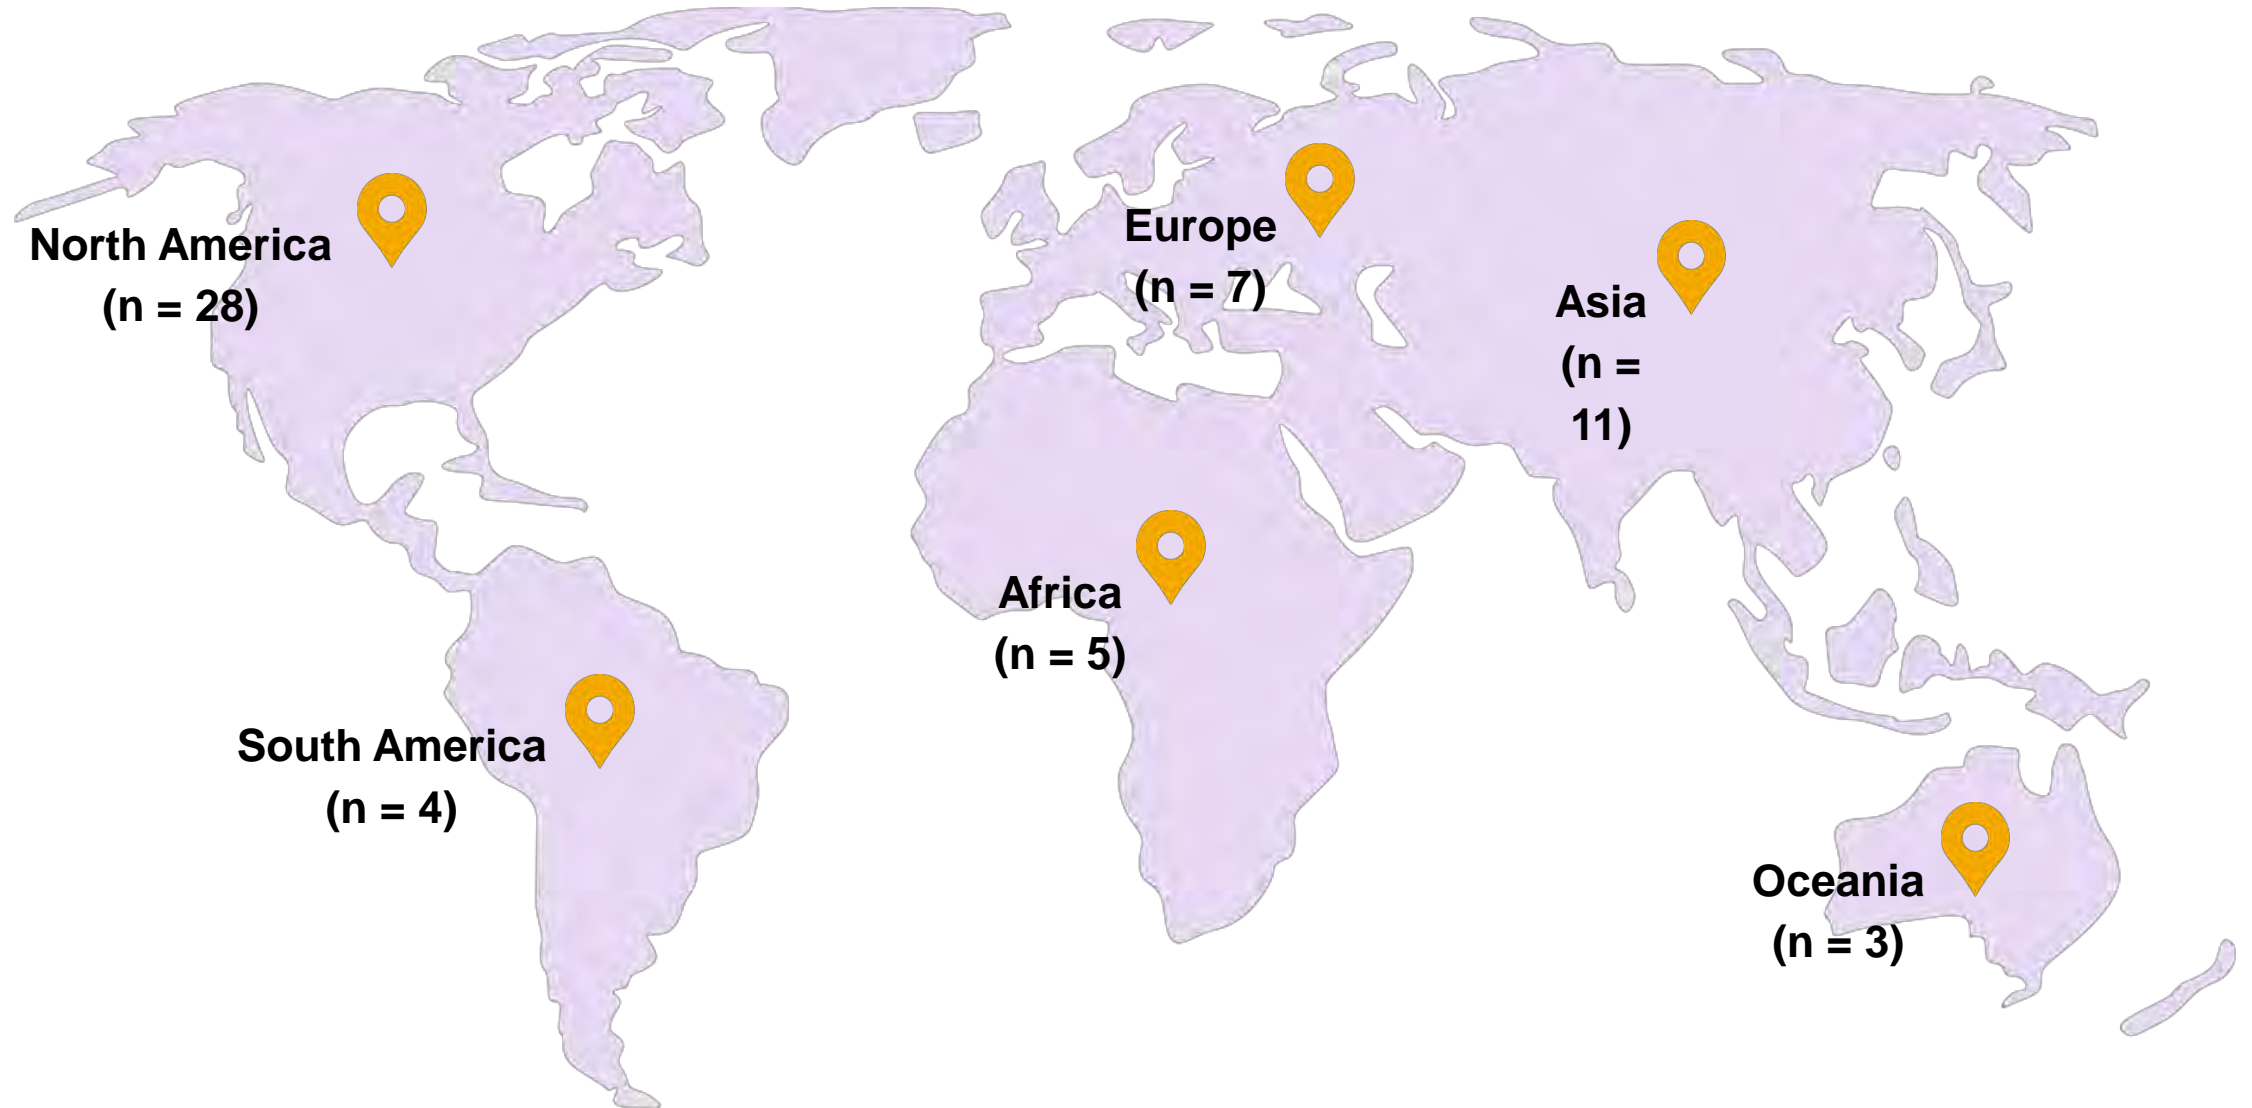 North America
(n = 28)
Europe
(n = 7)
Asia
(n =
11)
Africa
(n = 5)
South America
(n = 4)
Oceania
(n = 3)